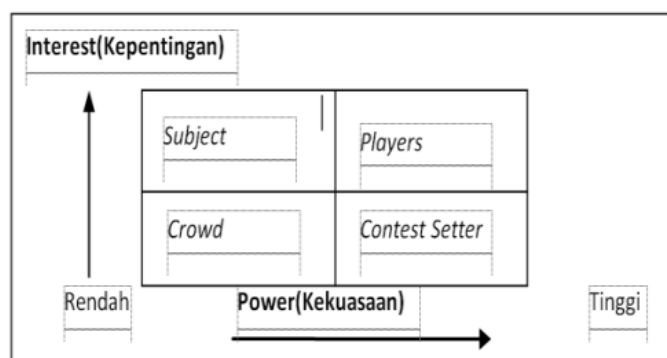 Interest(Kepentingan)
Subject
Players
Crowd
Contest Setter
Rendah
Power(Kekuasaan)
Tinggi